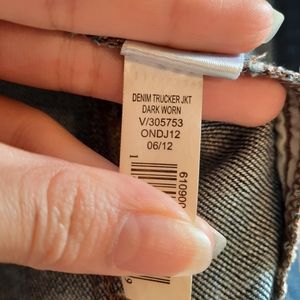 DENIM TRUCKER JKT
DARK WORN
V/305753
ONDJ12
06/12